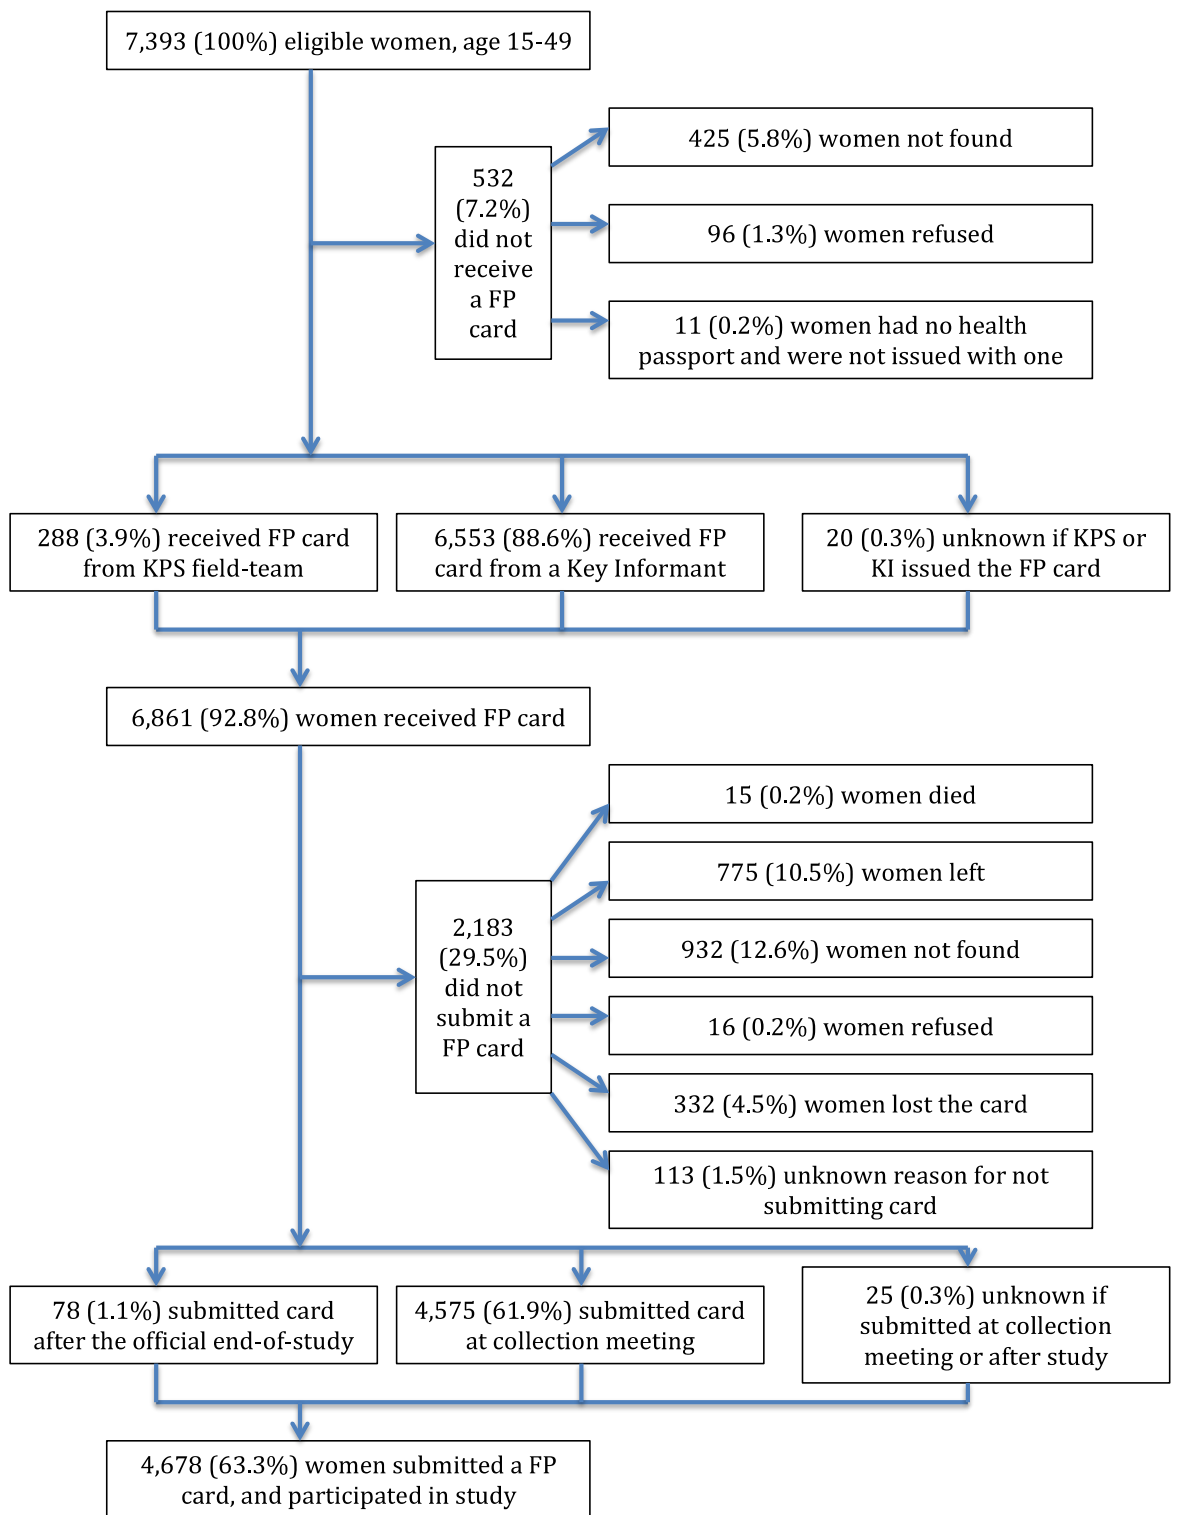 7,393 (100%) eligible women, age 15-49
425 (5.8%) women not found
532
(7.2%)
did not
receive
a FP
card
96 (1.3%) women refused
11 (0.2%) women had no health
passport and were not issued with one
288 (3.9%) received FP card
from KPS field-team
6,553 (88.6%) received FP
card from a Key Informant
20 (0.3%) unknown if KPS or
KI issued the FP card
6,861 (92.8%) women received FP card
15 (0.2%) women died
775 (10.5%) women left
2,183
(29.5%)
did not
submit a
FP card
932 (12.6%) women not found
16 (0.2%) women refused
332 (4.5%) women lost the card
113 (1.5%) unknown reason for not
submitting card
78 (1.1%) submitted card
after the official end-of-study
4,575 (61.9%) submitted card
at collection meeting
25 (0.3%) unknown if
submitted at collection
meeting or after study
4,678 (63.3%) women submitted a FP
card, and participated in study